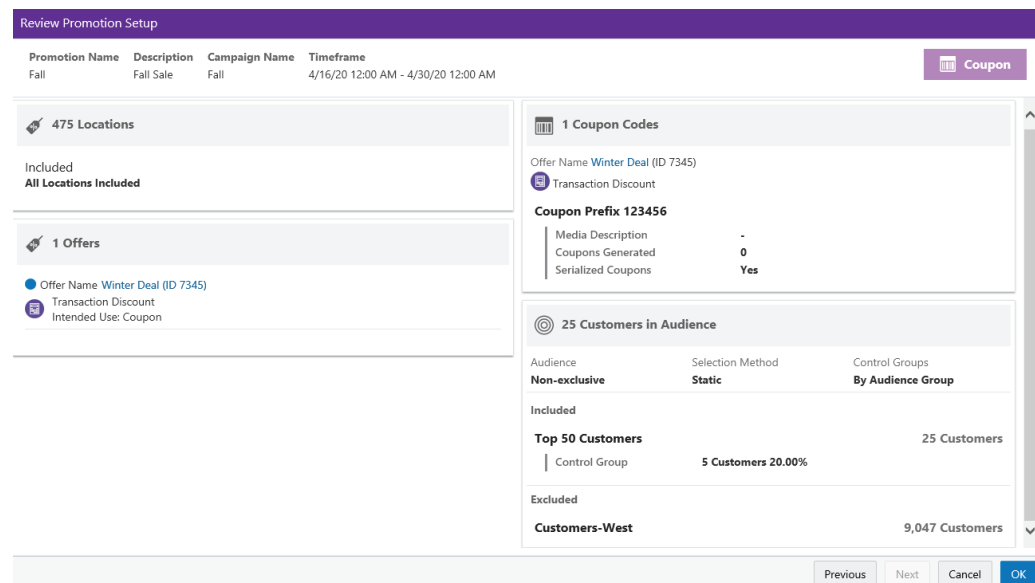 Review Promotion Setup
Promotion Name Description Campaign Name Timeframe
Fall Fall Sale Fall 4/16/20 12:00 AM - 4/30/20 12:00 AM
Coupon
475 Locations
Included
All Locations Included
1 Offers
Offer Name Winter Deal (ID 7345)
Transaction Discount
Intended Use: Coupon
1 Coupon Codes
Offer Name Winter Deal (ID 7345)
Transaction Discount
Coupon Prefix 123456
Media Description -
Coupons Generated 0
Serialized Coupons Yes
25 Customers in Audience
Audience Selection Method Control Groups
Non-exclusive Static By Audience Group
Included
Top 50 Customers 25 Customers
Control Group 5 Customers 20.00%
Excluded
Customers-West 9,047 Customers
Previous Next Cancel OK